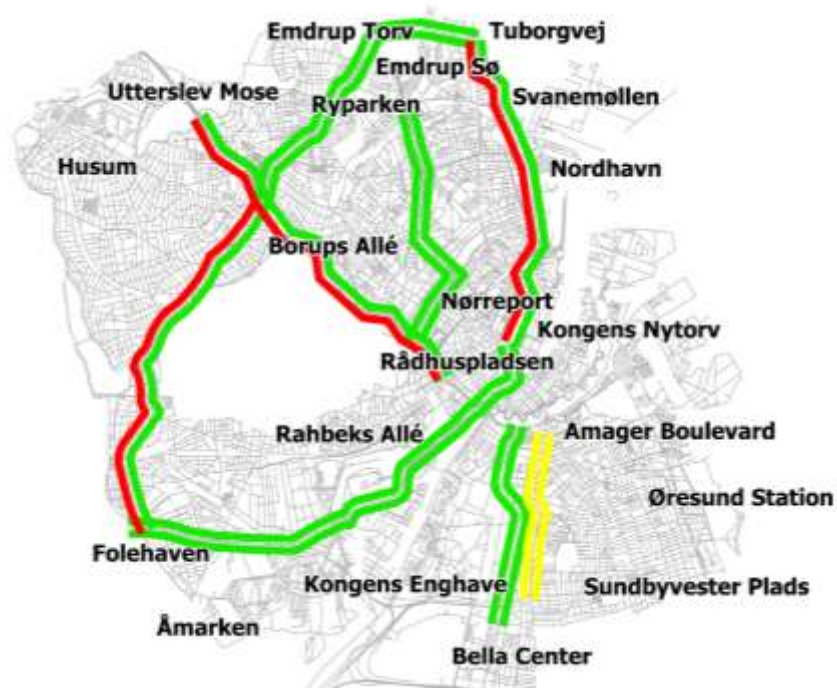 Emdrup Torv
Tuborgvej
Emdrup Sø
Utterslev Mose
Ryparken
Svanemøllen
Husum
Nordhavn
Borups Allé
Nørreport
Kongens Nytorv
Rådhuspladsen
Rahbeks Allé
Amager Boulevard
Øresund Station
Folehaven
Kongens Enghave
Sundbyvester Plads
Åmarken
Bella Center